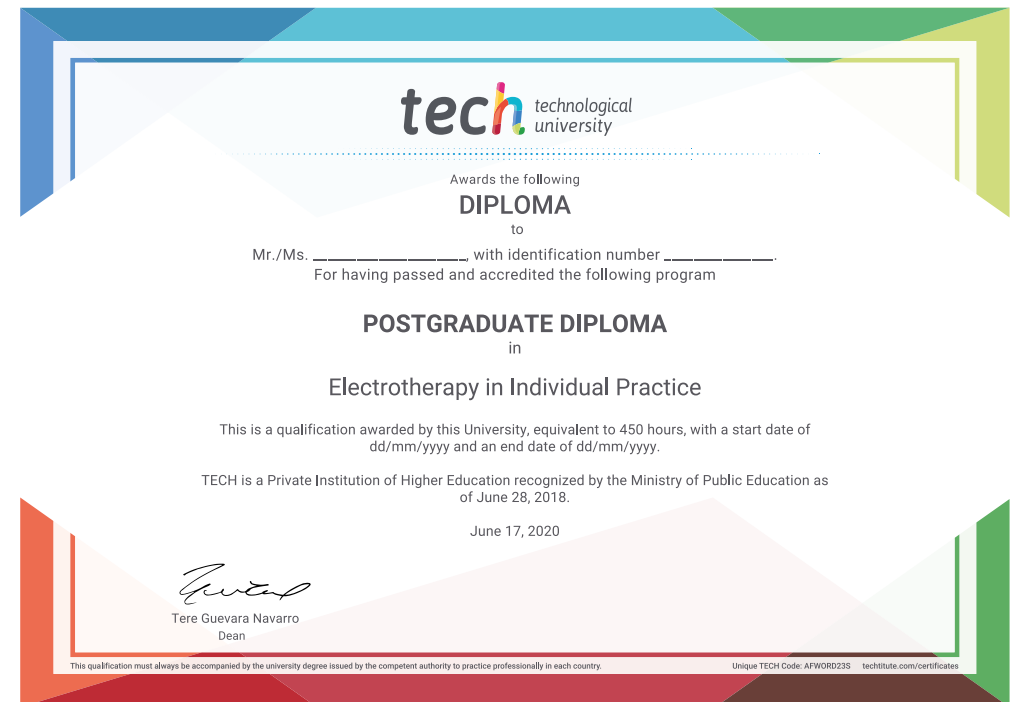 tech technological
university
Awards the following
DIPLOMA
to
Mr./Ms. ____________, with identification number _________.
For having passed and accredited the following program
POSTGRADUATE DIPLOMA
in
Electrotherapy in Individual Practice
This is a qualification awarded by this University, equivalent to 450 hours, with a start date of
dd/mm/yyyy and an end date of dd/mm/yyyy.
TECH is a Private Institution of Higher Education recognized by the Ministry of Public Education as
of June 28, 2018.
June 17, 2020
Tere Guevara Navarro
Dean
This qualification must always be accompanied by the university degree issued by the competent authority to practice professionally in each country.
Unique TECH Code: AFWORD23S techtitute.com/certificates